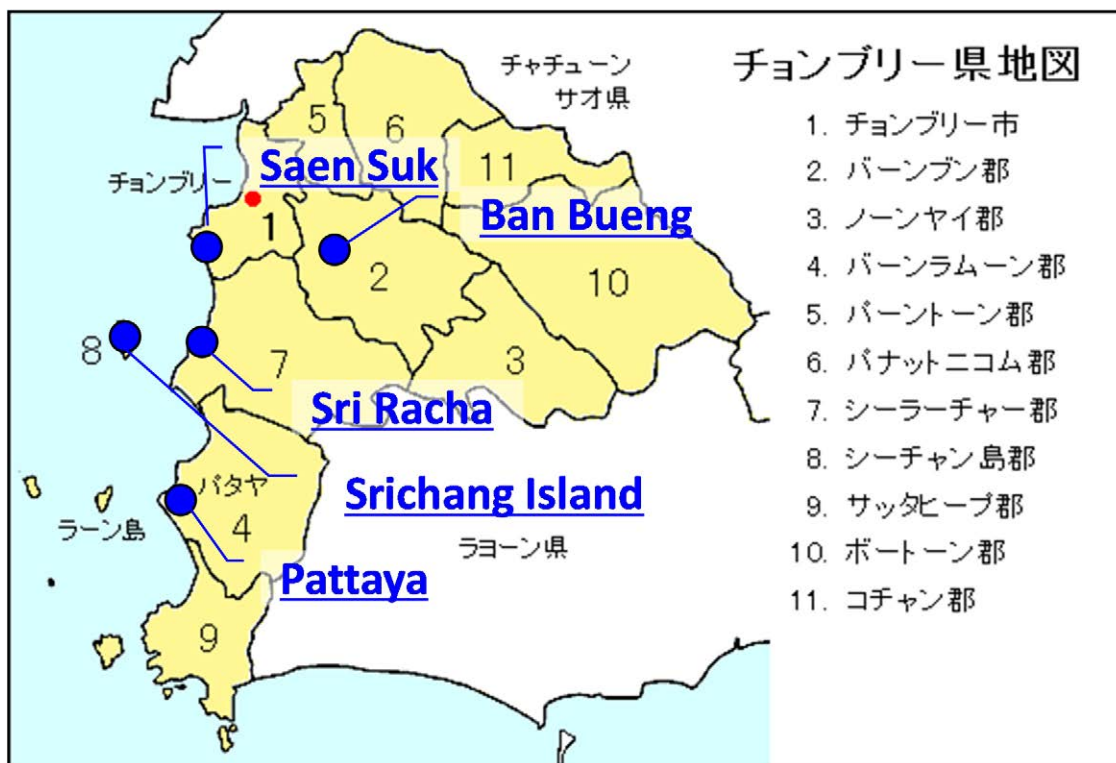 チョンブリー県地図
1. チョンブリー市
2. バーンブン郡
3. ノーンヤイ郡
4. バーンラムーン郡
5. パーントーン郡
6. パナットニコム郡
7. シーラーチャー郡
8. シーチャン島郡
9. サッタヒープ郡
10. ボートーン郡
11. コチャン郡
チャチューン
サオ県
5
6
11
Saen Suk
チョンブリー
Ban Bueng
1
2
10
8
7
3
Sri Racha
パタヤ
Srichang Island
ラーン島
4
ラヨーン県
Pattaya
9